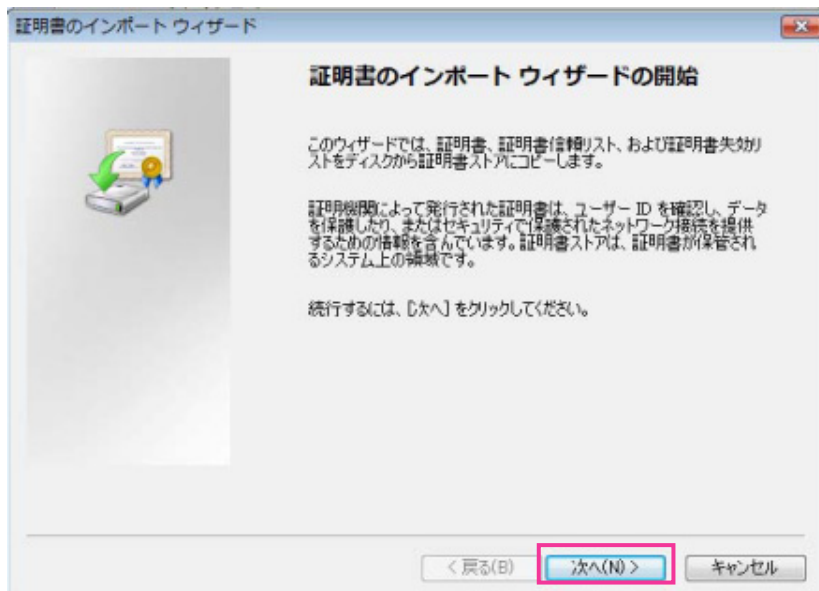 証明書のインポート ウィザード
証明書のインポート ウィザードの開始
このウィザードでは、証明書、証明書信頼リスト、および証明書失効リ
ストをディスクから証明書ストアにコピーします。
証明機関によって発行された証明書は、ユーザー ID を確認し、データ
を保護したり、またはセキュリティで保護されたネットワーク接続を提供
するための情報を含んでいます。証明書ストアは、証明書が保管され
るシステム上の領域です。
続行するには、[次へ] をクリックしてください。
< 戻る(B)
次へ(N) >
キャンセル